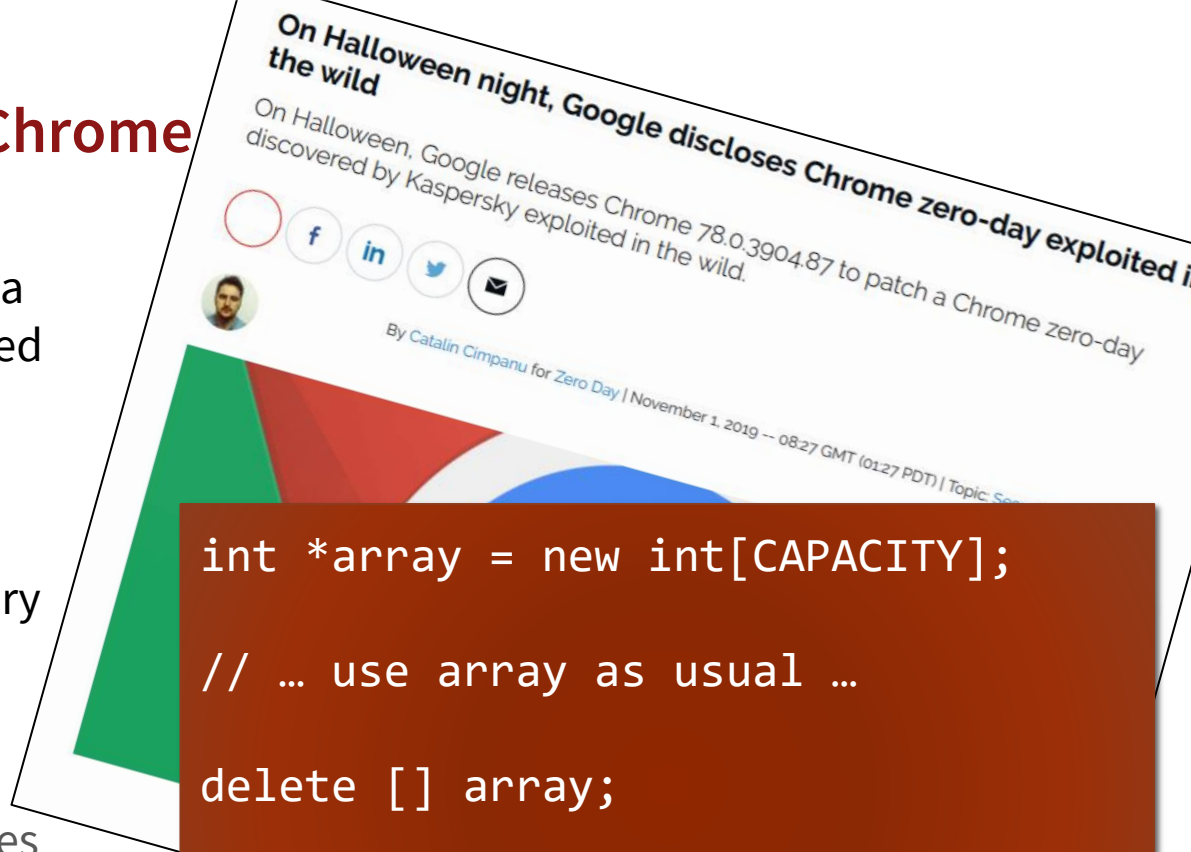 Chrome
a
ed
ry
es
On Halloween night, Google discloses Chrome zero-day exploited i
the wild
On Halloween, Google releases Chrome 78.0.3904.87 to patch a Chrome zero-day
discovered by Kaspersky exploited in the wild.
f
in
By Catalin Cimpanu for Zero Day | November 1, 2019 -- 08:27 GMT (01:27 PDT) | Topic:
int *array = new int[CAPACITY];
// … use array as usual …
delete [] array;